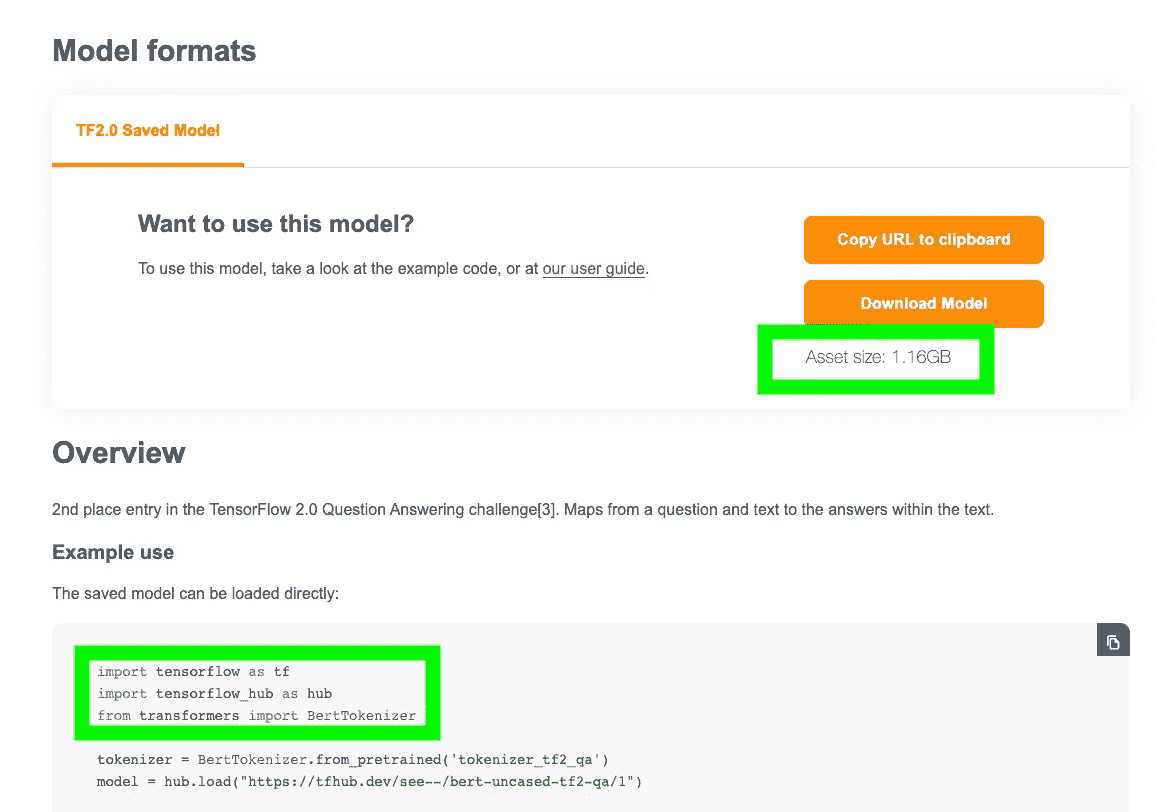 Model formats
TF2.0 Saved Model
Want to use this model?
To use this model, take a look at the example code, or at our user guide.
Copy URL to clipboard
Download Model
Asset size: 1.16GB
Overview
2nd place entry in the TensorFlow 2.0 Question Answering challenge[3]. Maps from a question and text to the answers within the text.
Example use
The saved model can be loaded directly:
import tensorflow as tf
import tensorflow_hub as hub
from transformers import BertTokenizer
tokenizer = BertTokenizer.from_pretrained('tokenizer_tf2_qa')
model = hub.load("https://tfhub.dev/see--/bert-uncased-tf2-qa/1")